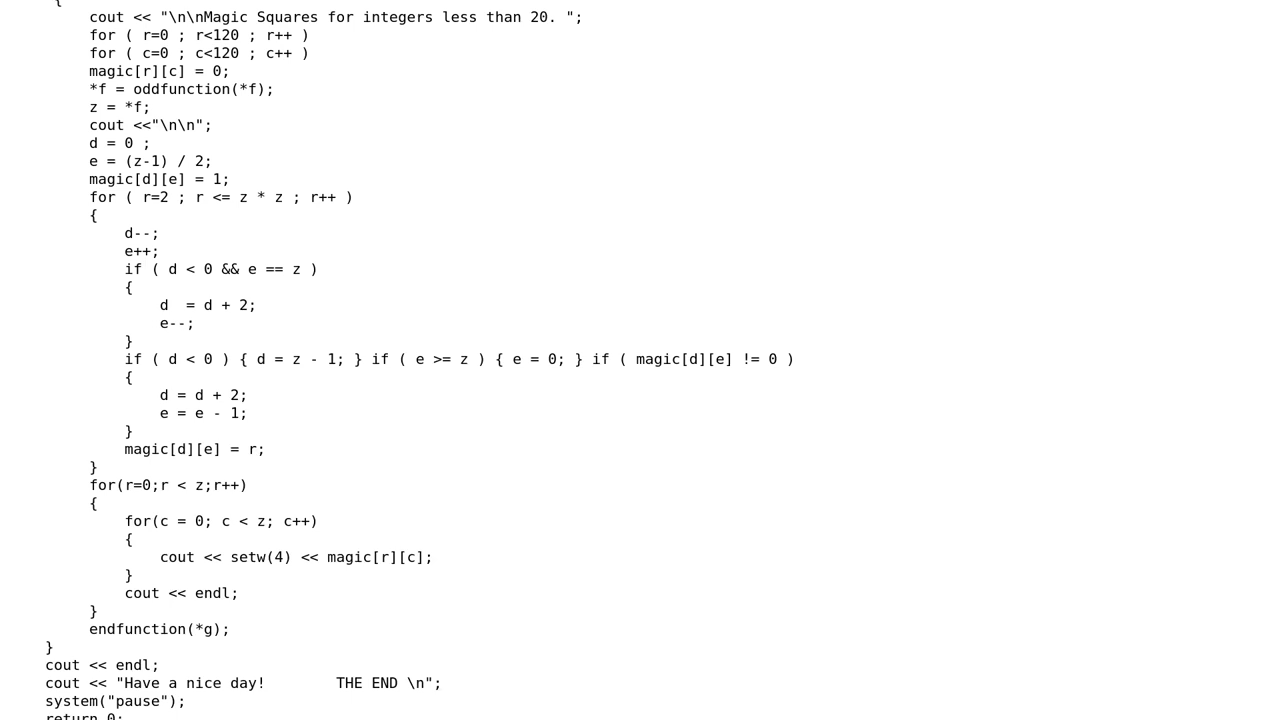 {
cout << "\n\nMagic Squares for integers less than 20. ";
for ( r=0 ; r<120 ; r++ )
for ( c=0 ; c<120 ; c++ )
magic[r][c] = 0;
*f = oddfunction(*f);
z = *f;
cout <<"\n\n";
d = 0 ;
e = (z-1) / 2;
magic[d][e] = 1;
for ( r=2 ; r <= z * z ; r++ )
{
d--;
e++;
if ( d < 0 && e == z )
{
d  = d + 2;
e--;
}
if ( d < 0 ) { d = z - 1; } if ( e >= z ) { e = 0; } if ( magic[d][e] != 0 )
{
d = d + 2;
e = e - 1;
}
magic[d][e] = r;
}
for(r=0;r < z;r++)
{
for(c = 0; c < z; c++)
{
cout << setw(4) << magic[r][c];
}
cout << endl;
}
endfunction(*g);
}
cout << endl;
cout << "Have a nice day!        THE END \n";
system("pause");
return 0;